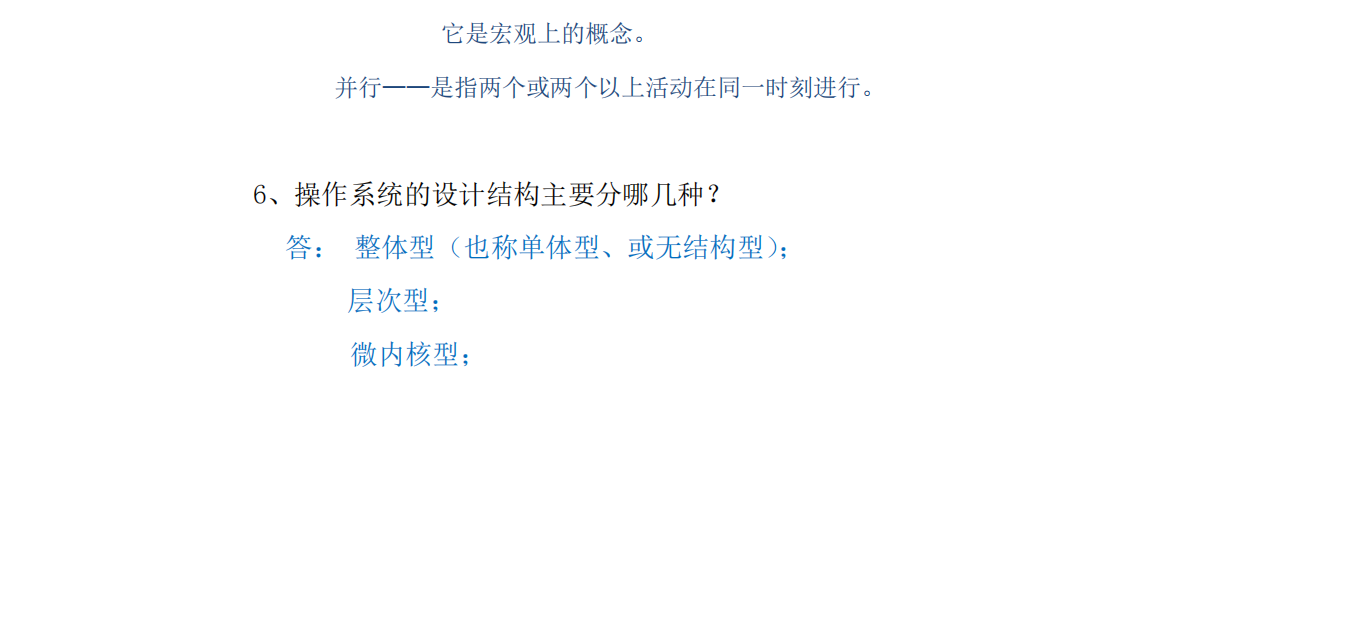 它是宏观上的概念。
并行——是指两个或两个以上活动在同一时刻进行。
6、操作系统的设计结构主要分哪几种?
答： 整体型（也称单体型、或无结构型）；
层次型；
微内核型；